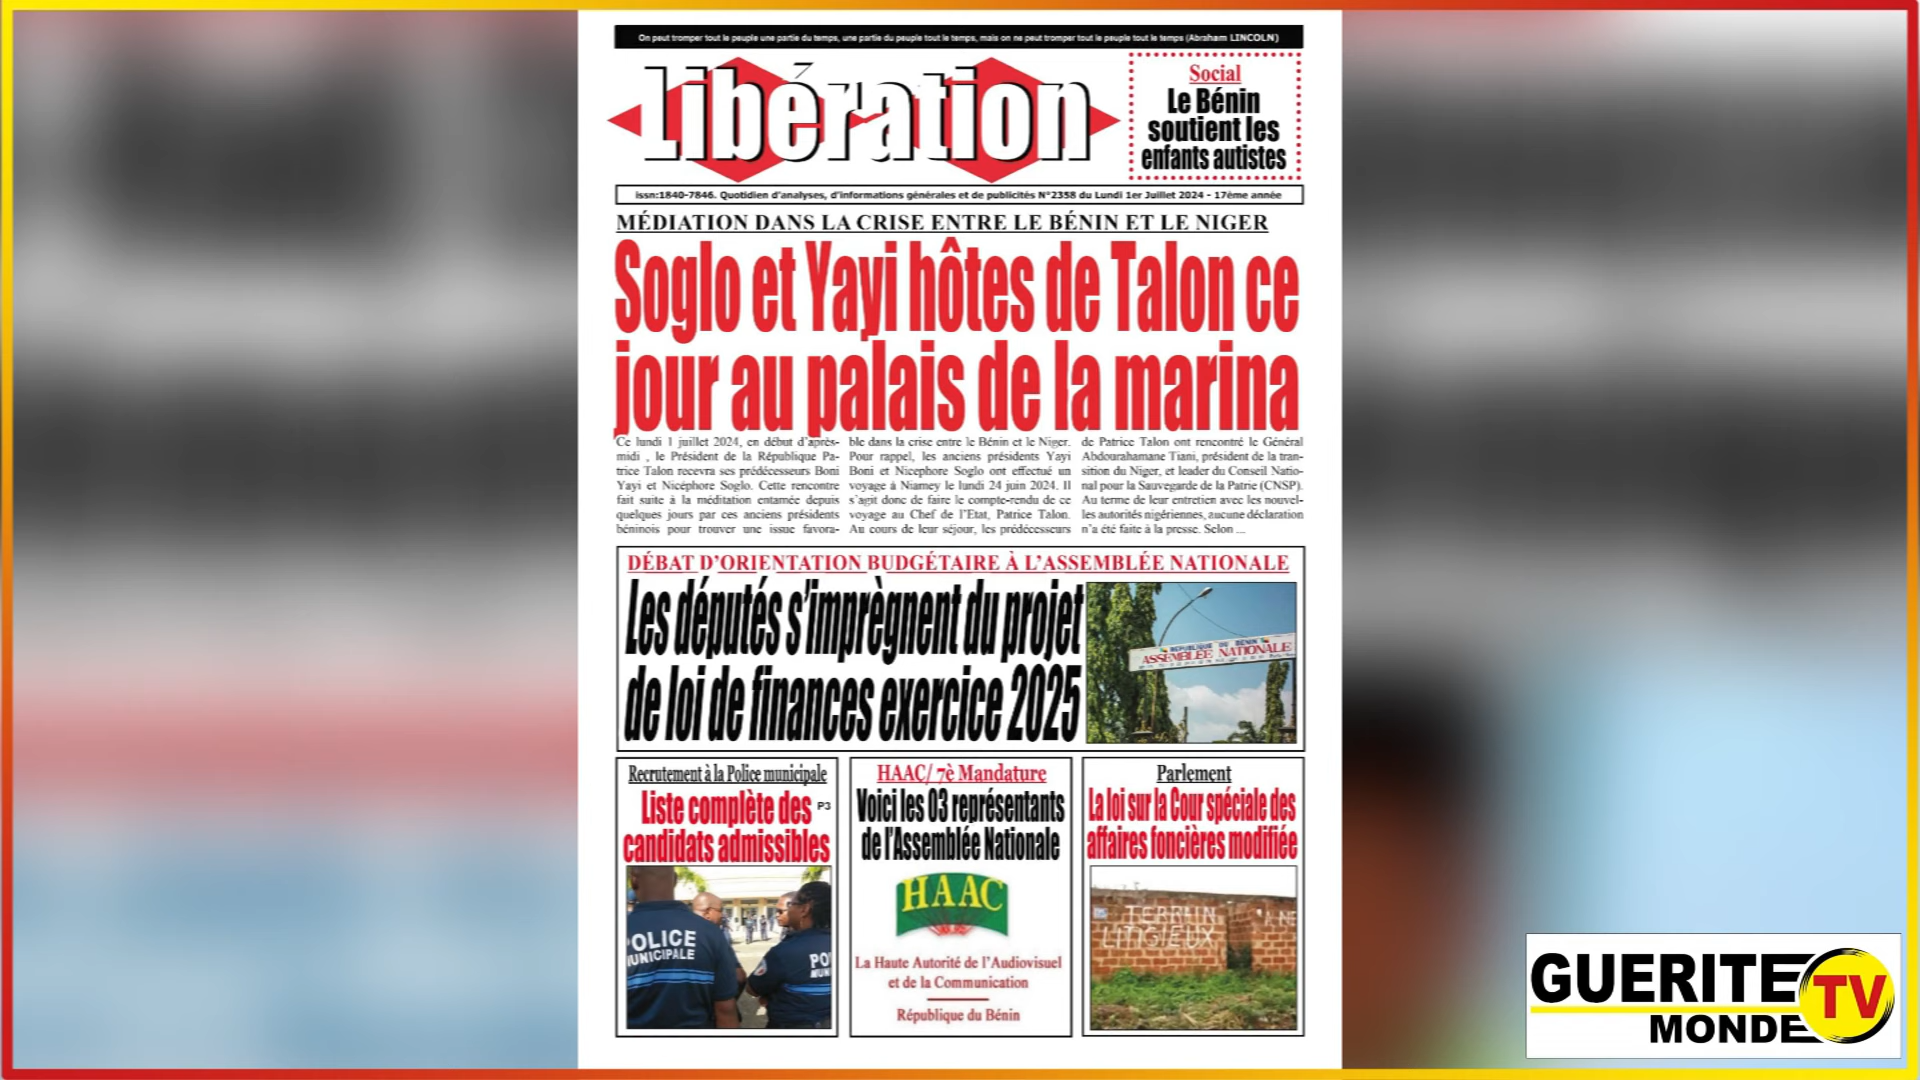 On peut tromper tout le peuple une partie du temps, une partie du peuple tout le temps, mais on ne peut tromper tout le peuple tout le temps (Abraham LINCOLN)
Libération
Social
Le Bénin
soutient les
enfants autistes
issn:1840-7846. Quotidien d'analyses, d'informations générales et de publicités N°2358 du Lundi 1er Juillet 2024 - 17ème année
MÉDIATION DANS LA CRISE ENTRE LE BÉNIN ET LE NIGER
Soglo et Yayi hôtes de Talon ce
jour au palais de la marina
Ce lundi 1 juillet 2024, en début d'après-
midi , le Président de la République Pa-
trice Talon recevra ses prédécesseurs Boni
Yayi et Nicéphore Soglo. Cette rencontre
fait suite à la méditation entamée depuis
quelques jours par ces anciens présidents
béninois pour trouver une issue favora-
ble dans la crise entre le Bénin et le Niger.
Pour rappel, les anciens présidents Yayi
Boni et Nicephore Soglo ont effectué un
voyage à Niamey le lundi 24 juin 2024. Il
s'agit donc de faire le compte-rendu de ce
voyage au Chef de l'Etat, Patrice Talon.
Au cours de leur séjour, les prédécesseurs
de Patrice Talon ont rencontré le Général
Abdourahamane Tiani, président de la tran-
sition du Niger, et leader du Conseil Natio-
nal pour la Sauvegarde de la Patrie (CNSP).
Au terme de leur entretien avec les nouvel-
les autorités nigériennes, aucune déclaration
n'a été faite à la presse. Selon ...
DÉBAT D'ORIENTATION BUDGÉTAIRE À L'ASSEMBLÉE NATIONALE
Les députés s'imprègnent du projet
de loi de finances exercice 2025
REPUBLIQUE DU BENIN
ASSEMBLEE NATIONALE
Recrutement à la Police municipale
Liste complète des P3
candidats admissibles
POLICE
MUNICIPALE
PO
MUN
HAAC/ 7è Mandature
Voici les 03 représentants
de l'Assemblée Nationale
HAAC
La Haute Autorité de l'Audiovisuel
et de la Communication
République du Bénin
Parlement
La loi sur la Cour spéciale des
affaires foncières modifiée
TERRAIN
LITIGIEUX
GUERITE
TV
MONDE